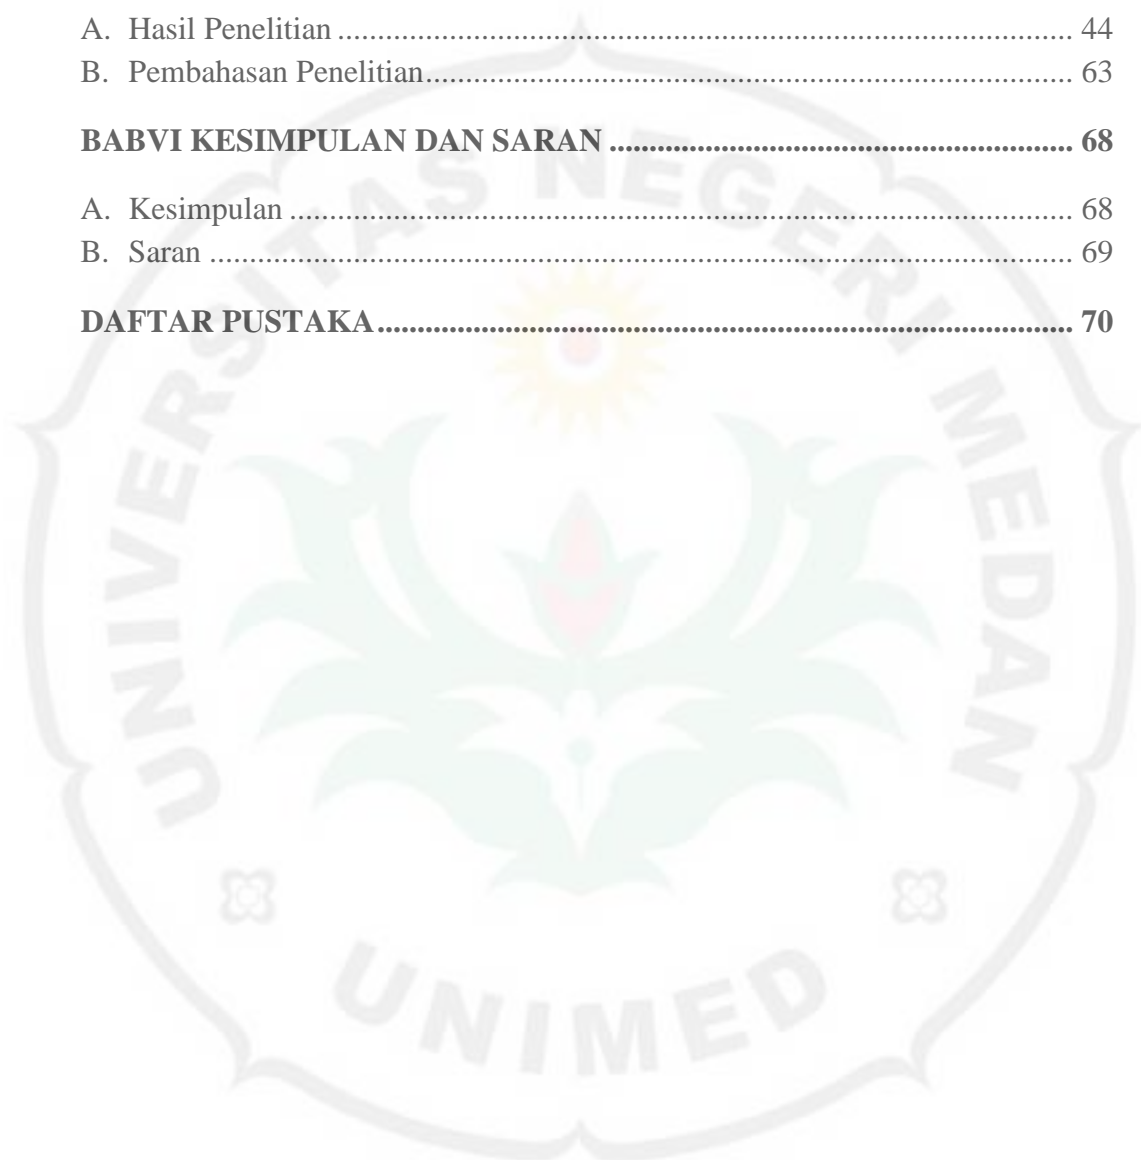 A. Hasil Penelitian ........................................................................................... 44
B. Pembahasan Penelitian ................................................................................ 63
BABVI KESIMPULAN DAN SARAN ......................................................... 68
A. Kesimpulan ................................................................................................. 68
B. Saran ........................................................................................................... 69
DAFTAR PUSTAKA ...................................................................................... 70
UNIVERSITAS NEGERI MEDAN
UNIMED